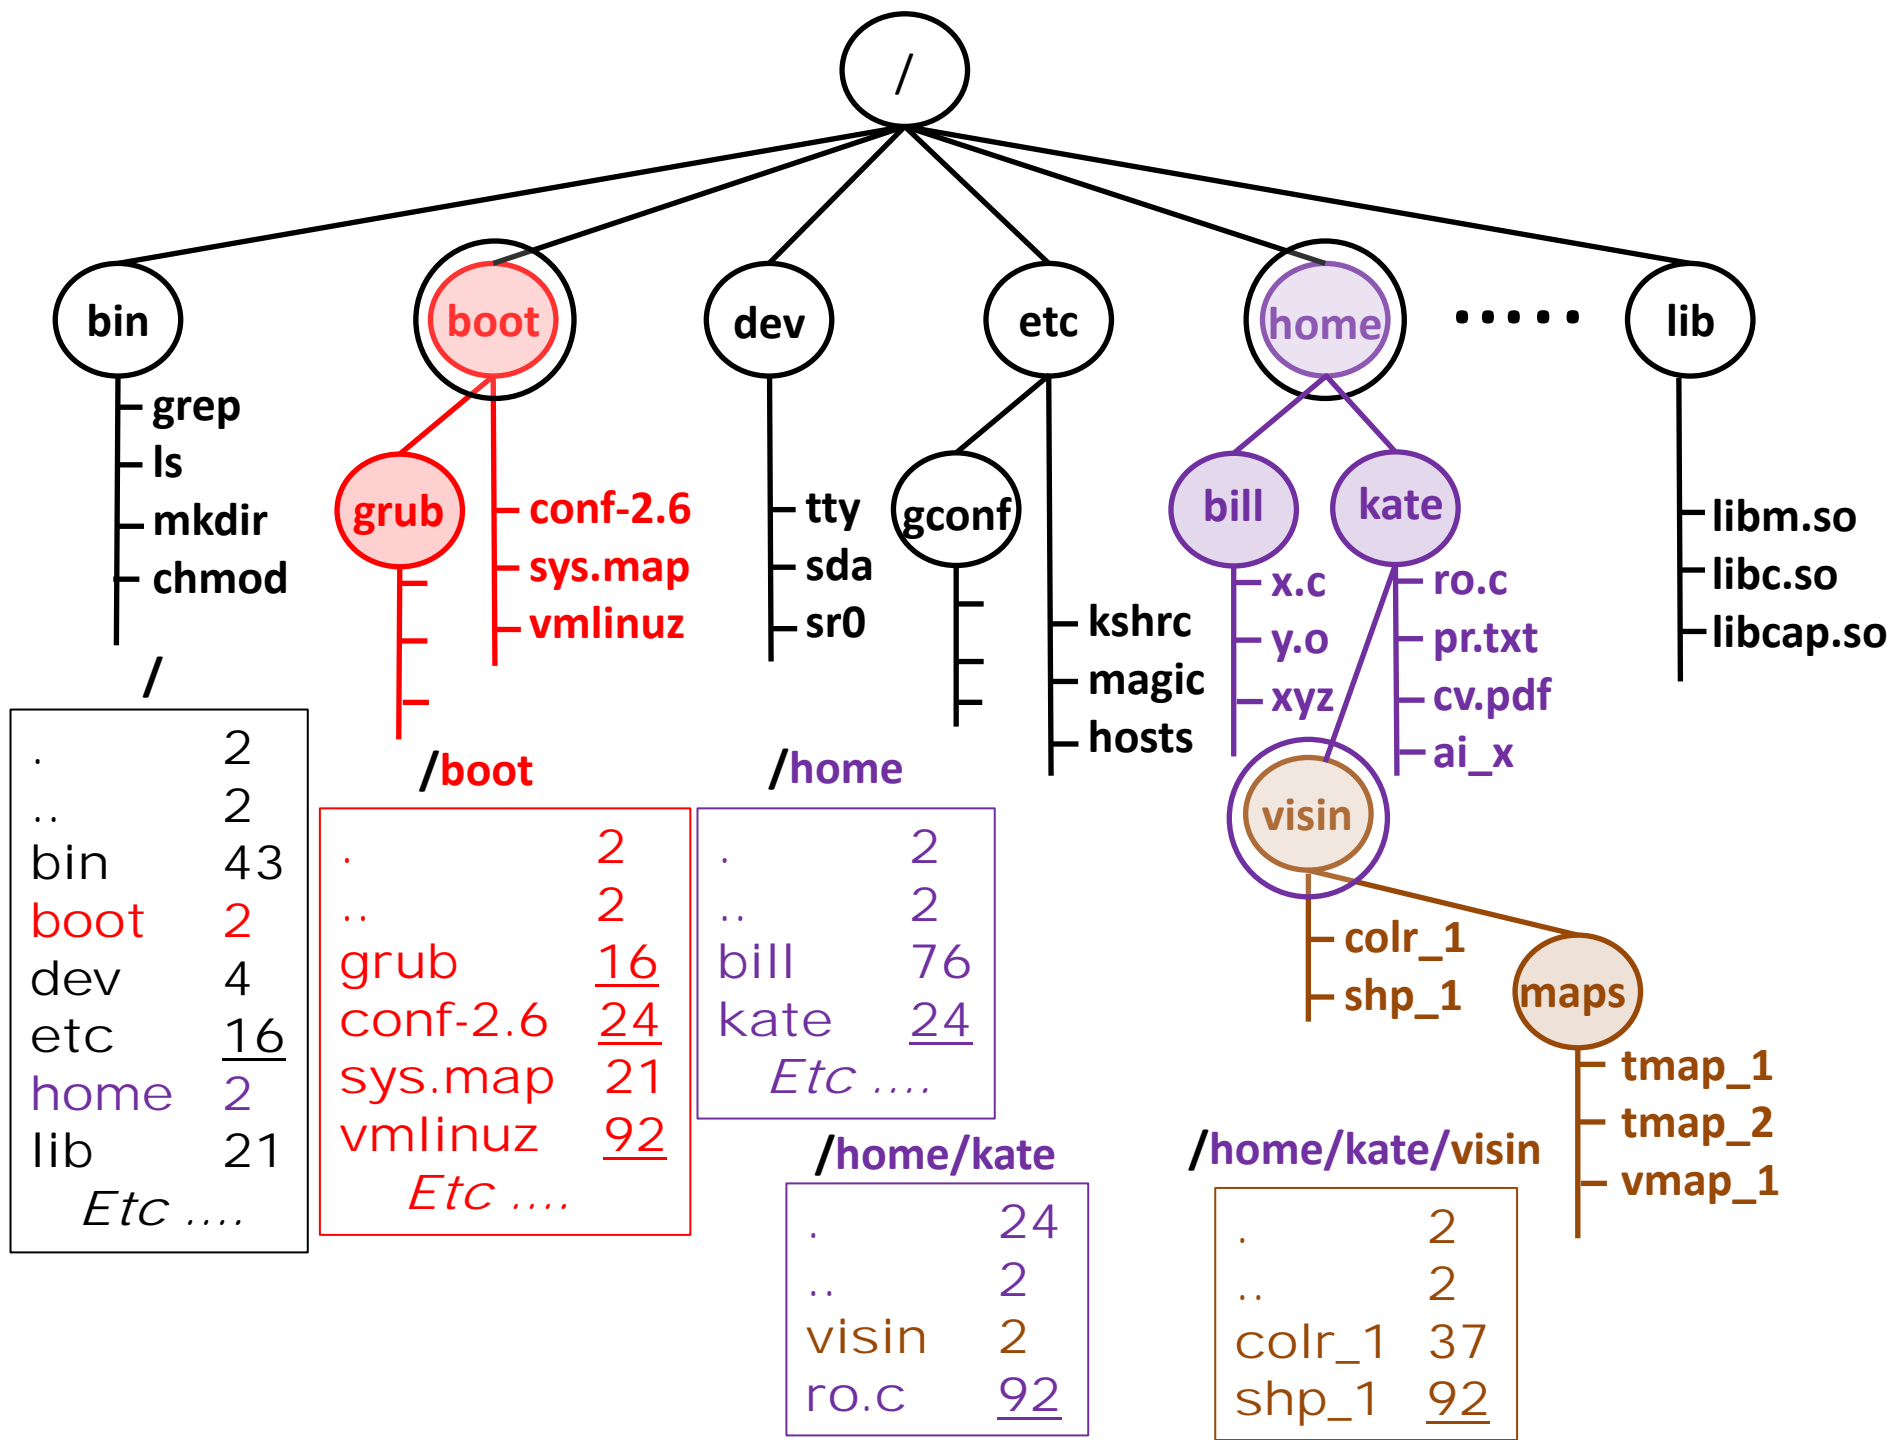 /
bin
boot
dev
etc
home
.....
lib
grep
ls
mkdir
chmod
grub
conf-2.6
sys.map
vmlinuz
tty
sda
sr0
gconf
kshrc
magic
hosts
bill
kate
x.c
y.o
xyz
ro.c
pr.txt
cv.pdf
ai_x
libm.so
libc.so
libcap.so
visin
colr_1
shp_1
maps
tmap_1
tmap_2
vmap_1
/
. 2
.. 2
bin 43
boot 2
dev 4
etc 16
home 2
lib 21
Etc ....
/boot
. 2
.. 2
grub 16
conf-2.6 24
sys.map 21
vmlinuz 92
Etc ....
/home
. 2
.. 2
bill 76
kate 24
Etc ....
/home/kate
. 24
.. 2
visin 2
ro.c 92
/home/kate/visin
. 2
.. 2
colr_1 37
shp_1 92